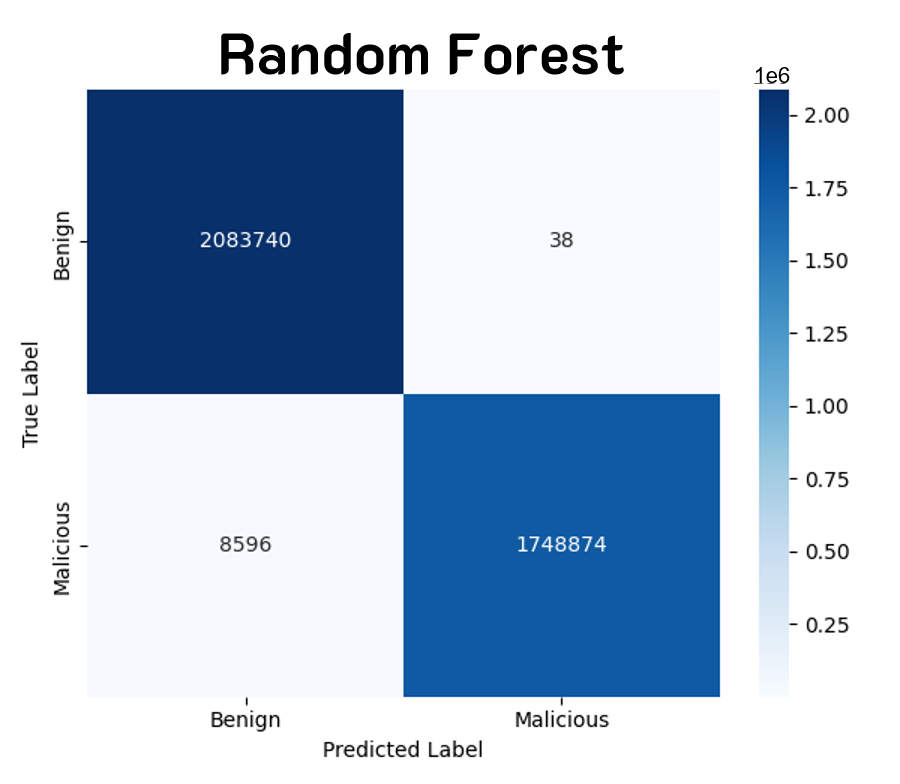 Random Forest
1e6
2083740 38
8596 1748874
Benign
Malicious
True Label
Benign Malicious
Predicted Label
2.00
1.75
1.50
1.25
1.00
0.75
0.50
0.25